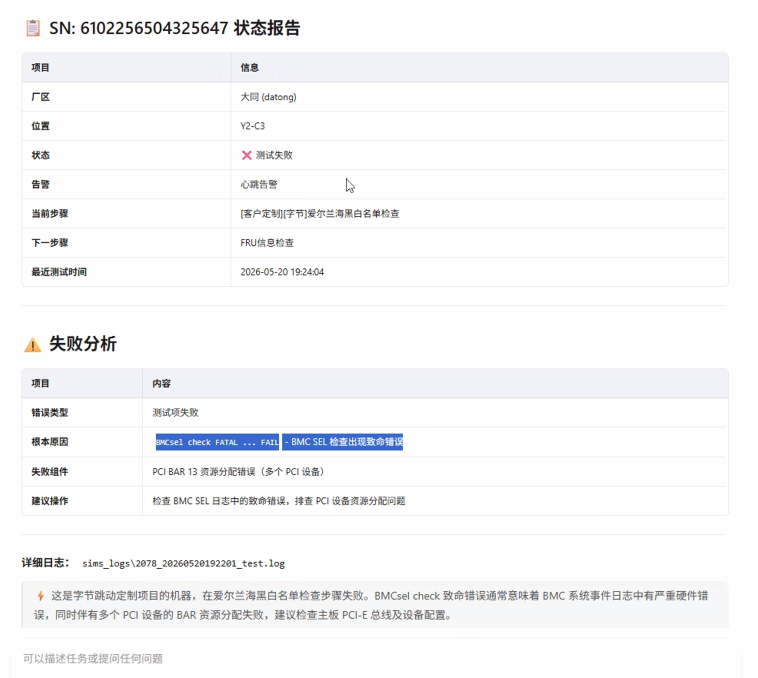 📋 SN: 6102256504325647 状态报告
项目 信息
厂区 大同 (datong)
位置 Y2-C3
状态 ❌ 测试失败
告警 心跳告警
当前步骤 [客户定制][字节]爱尔兰海黑白名单检查
下一步骤 FRU信息检查
最近测试时间 2026-05-20 19:24:04
⚠️ 失败分析
项目 内容
错误类型 测试项失败
根本原因 BMCsel check FATAL ... FAIL - BMC SEL 检查出现致命错误
失败组件 PCI BAR 13 资源分配错误（多个 PCI 设备）
建议操作 检查 BMC SEL 日志中的致命错误，排查 PCI 设备资源分配问题
详细日志： sims_logs\2078_20260520192201_test.log
⚡ 这是字节跳动定制项目的机器，在爱尔兰海黑白名单检查步骤失败。BMCsel check 致命错误通常意味着 BMC 系统事件日志中有严重硬件错
误，同时伴有多个 PCI 设备的 BAR 资源分配失败，建议检查主板 PCI-E 总线及设备配置。
可以描述任务或提问任何问题